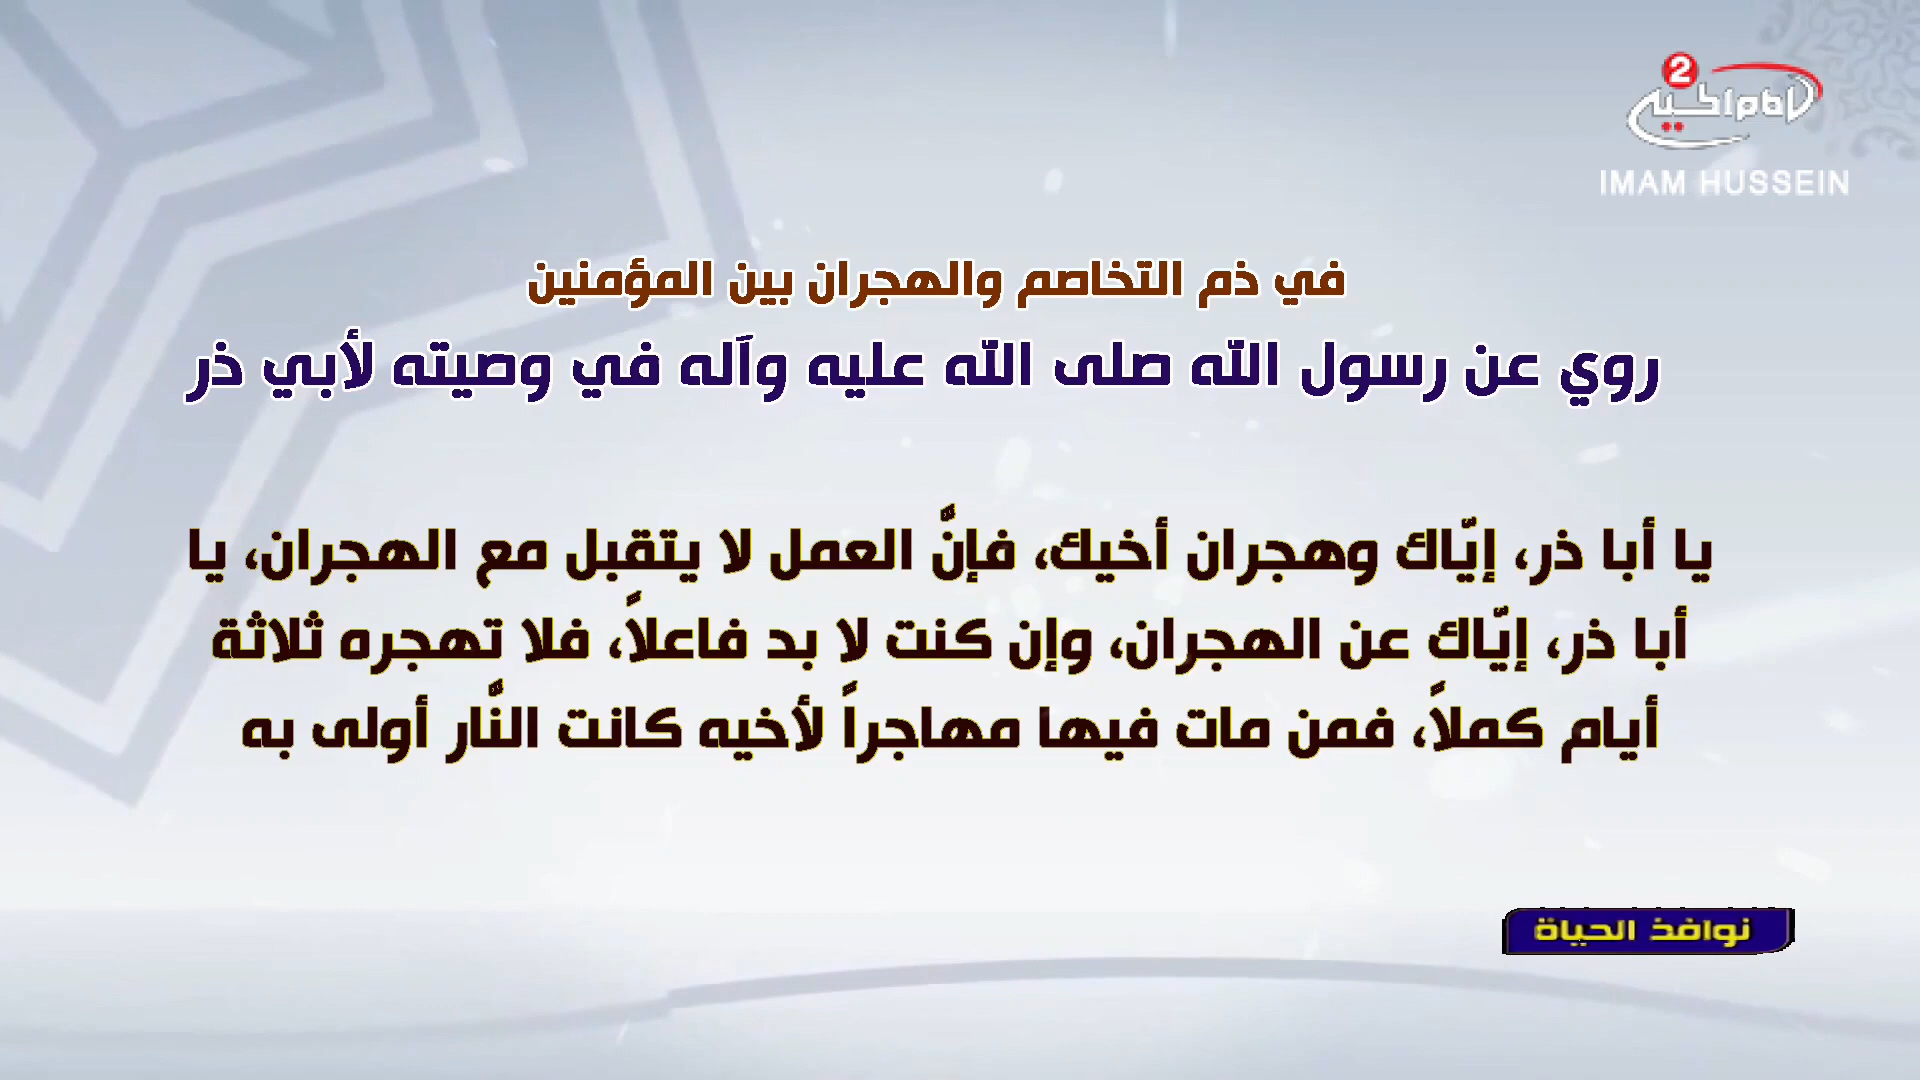 2
IMAM HUSSEIN
في ذم التخاصم والهجران بين المؤمنين
روي عن رسول الله صلى الله عليه وآله في وصيته لأبي ذر
يا أبا ذر، إيّاك وهجران أخيك، فإنَّ العمل لا يتقبل مع الهجران، يا
أبا ذر، إيّاك عن الهجران، وإن كنت لا بد فاعلاً، فلا تهجره ثلاثة
أيام كملاً، فمن مات فيها مهاجراً لأخيه كانت النَّار أولى به
نوافذ الحياة